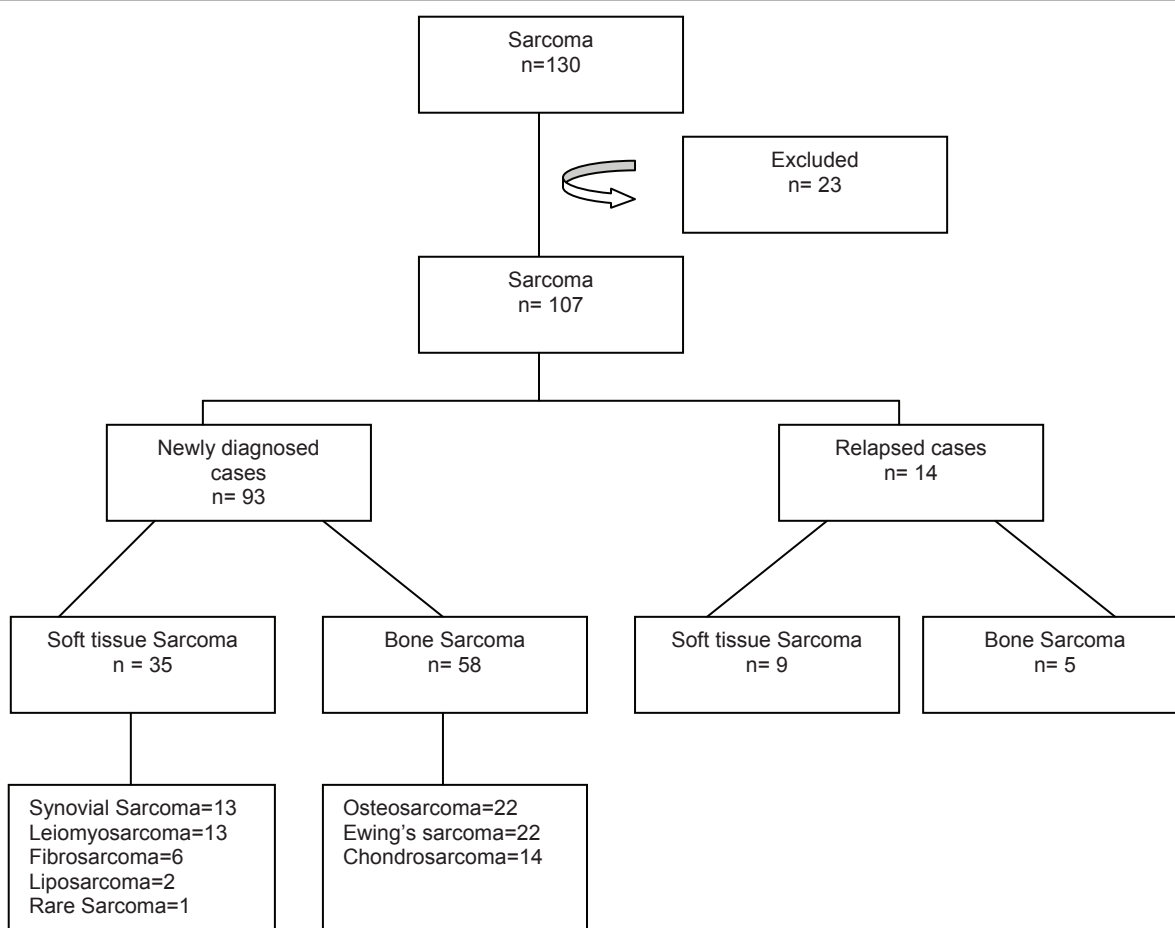 Sarcoma
n=130
Excluded
n= 23
Sarcoma
n= 107
Newly diagnosed
cases
n= 93
Relapsed cases
n= 14
Soft tissue Sarcoma
n = 35
Bone Sarcoma
n= 58
Soft tissue Sarcoma
n= 9
Bone Sarcoma
n= 5
Synovial Sarcoma=13
Leiomyosarcoma=13
Fibrosarcoma=6
Liposarcoma=2
Rare Sarcoma=1
Osteosarcoma=22
Ewing’s sarcoma=22
Chondrosarcoma=14